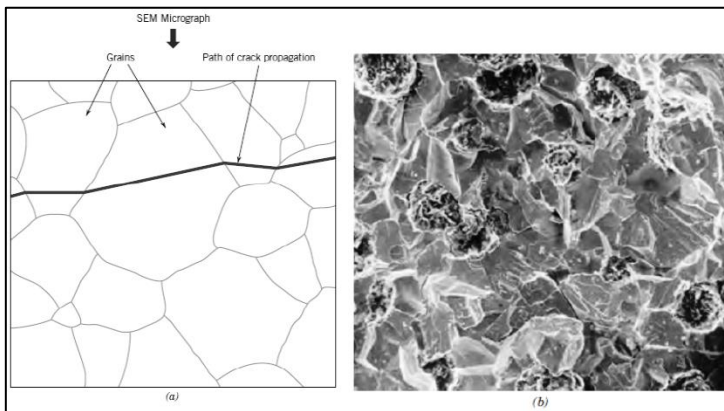 SEM Micrograph
Grains
Path of crack propagation
(a)
(b)